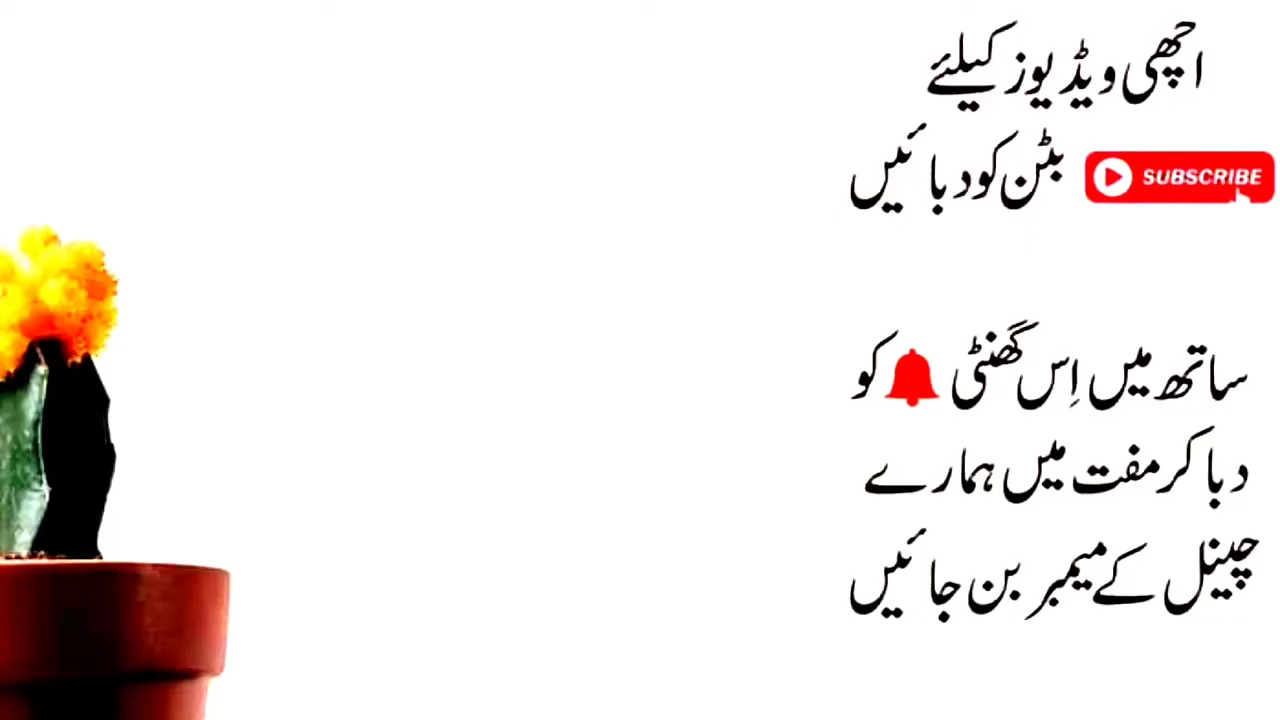 اچھی ویڈیوز کیلئے
SUBSCRIBE بٹن کو دبائیں
ساتھ میں اِس گھنٹی کو
دبا کر مفت میں ہمارے
چینل کے میمبر بن جائیں